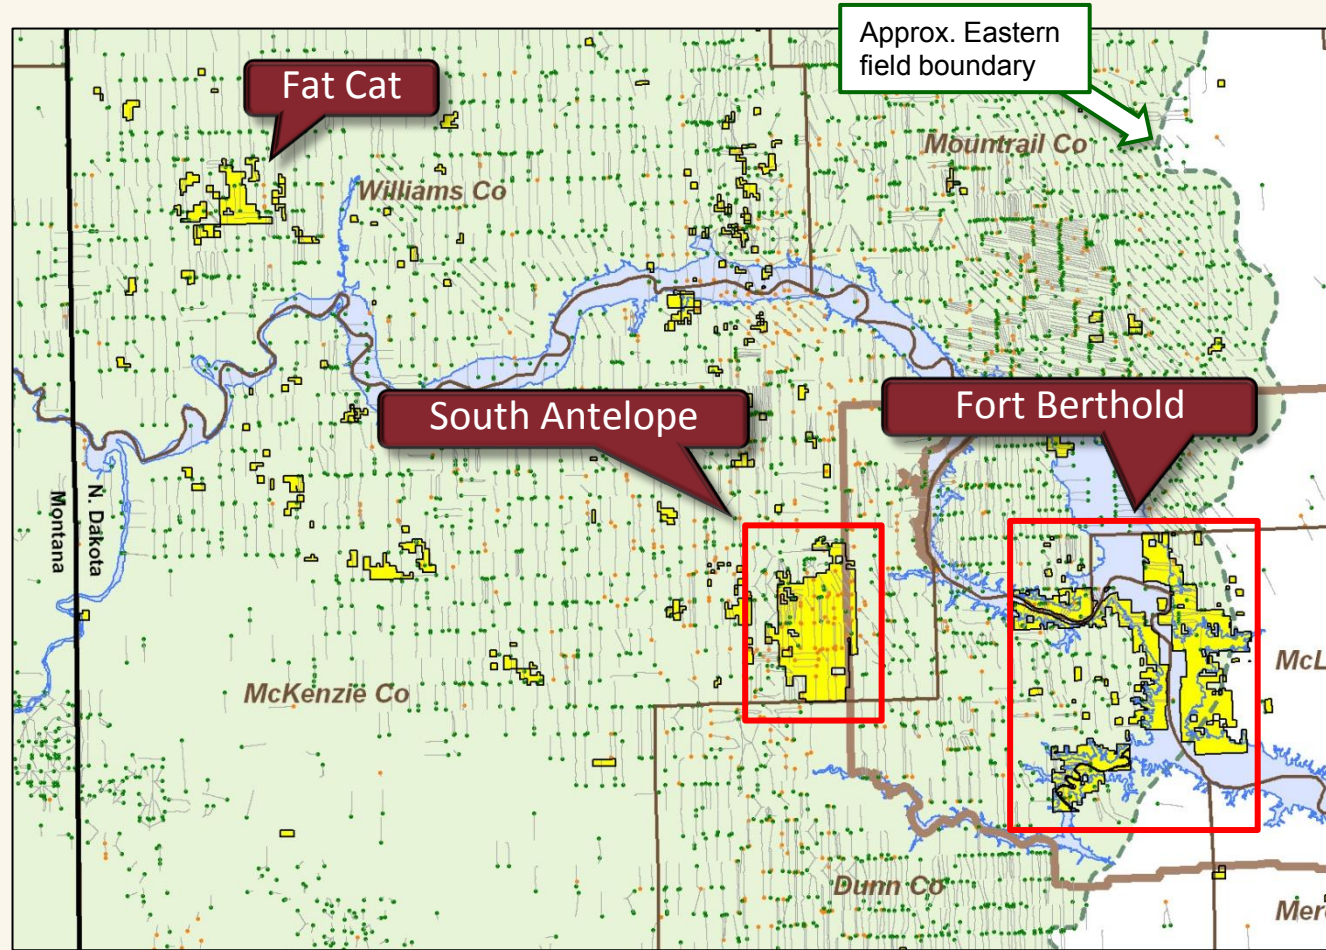 Approx. Eastern
field boundary
Fat Cat
Mountrail Co
Williams Co
South Antelope
Fort Berthold
Montana
N. Dakota
McKenzie Co
McL
Dunn Co
Mer